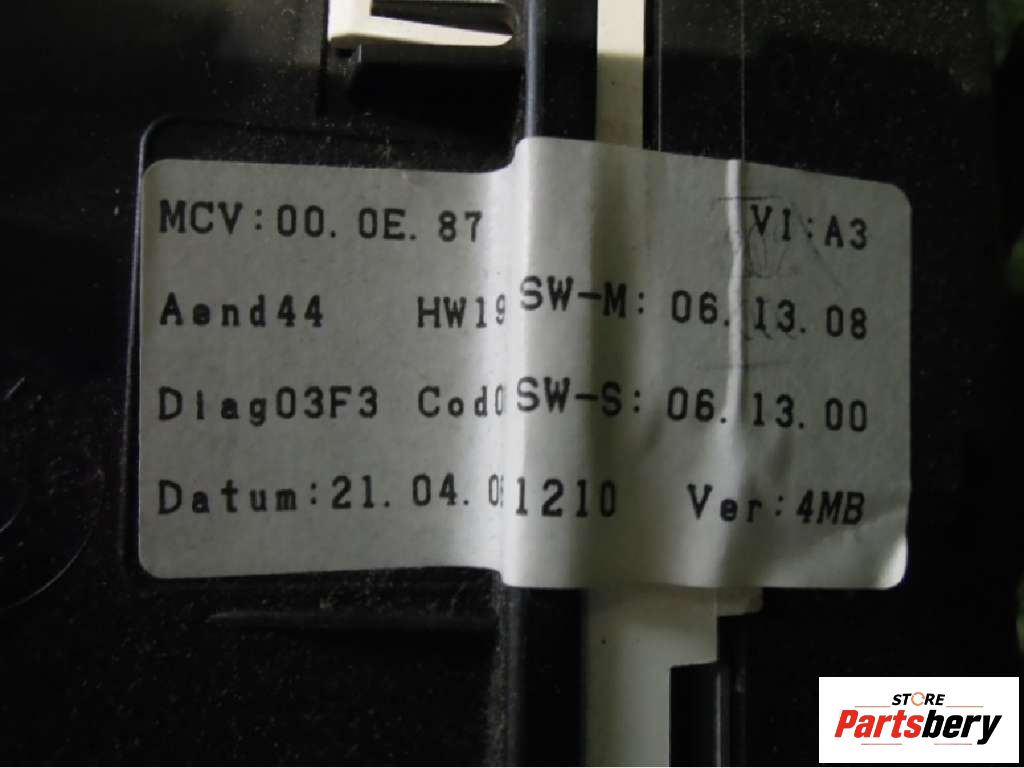 MCV:00. 0E. 87 VI:A3
Aend44 HW19 SW-M: 06. 13. 08
Diag03F3 Cod0 SW-S: 06. 13. 00
Datum:21. 04. 1210 Ver:4MB
STORE
Partsbery